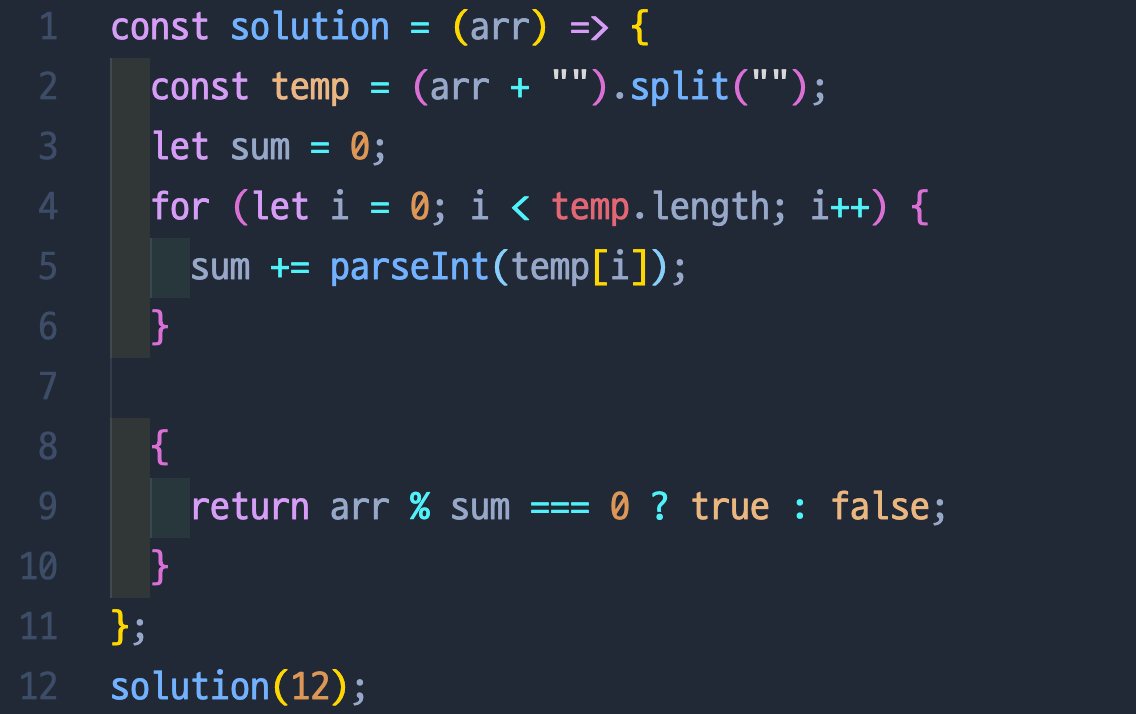 1 const solution = (arr) => {
2   const temp = (arr + "").split("");
3   let sum = 0;
4   for (let i = 0; i < temp.length; i++) {
5     sum += parseInt(temp[i]);
6   }
7
8   {
9     return arr % sum === 0 ? true : false;
10   }
11 };
12 solution(12);